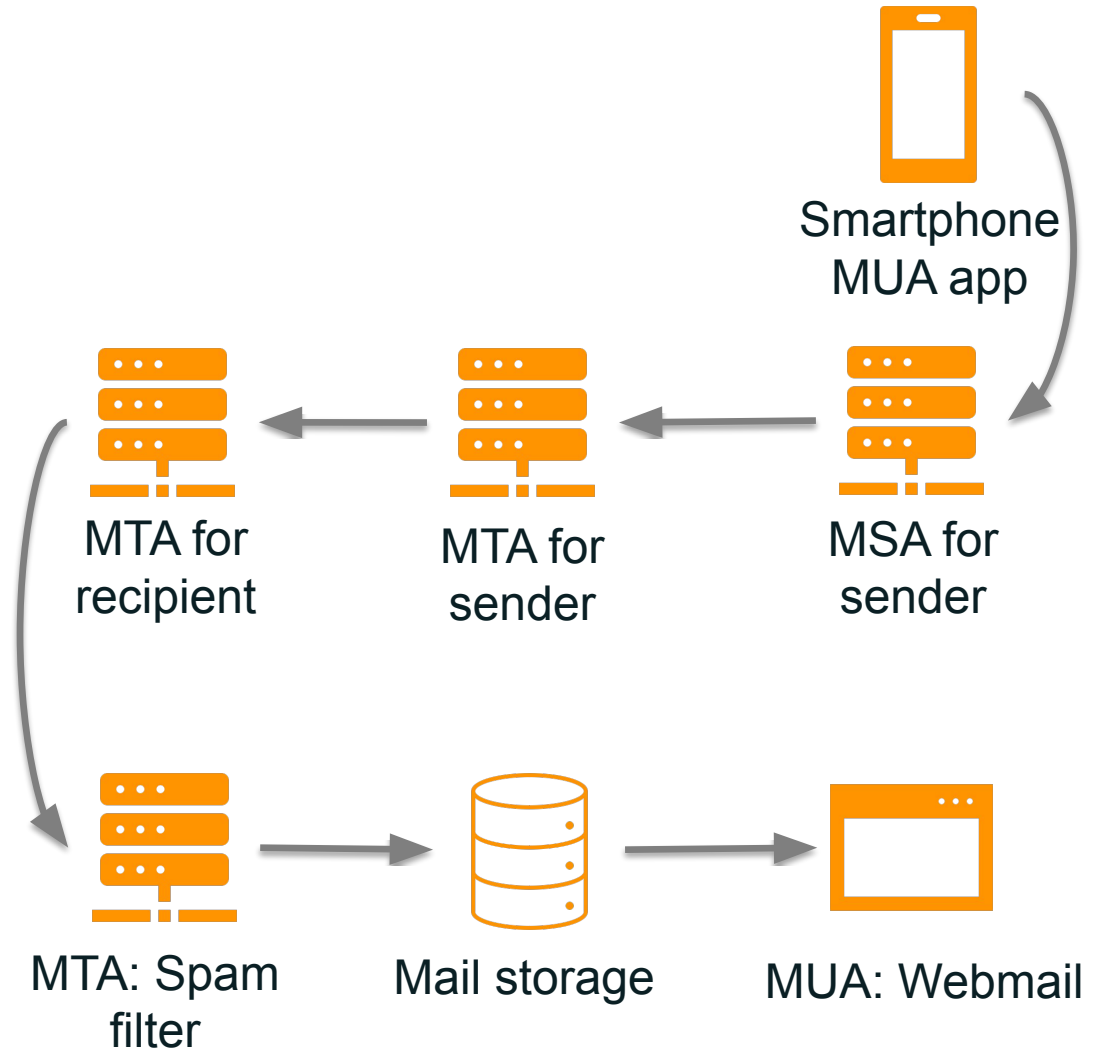 Smartphone
MUA app
MTA for
recipient
MTA for
sender
MSA for
sender
MTA: Spam
filter
Mail storage
MUA: Webmail